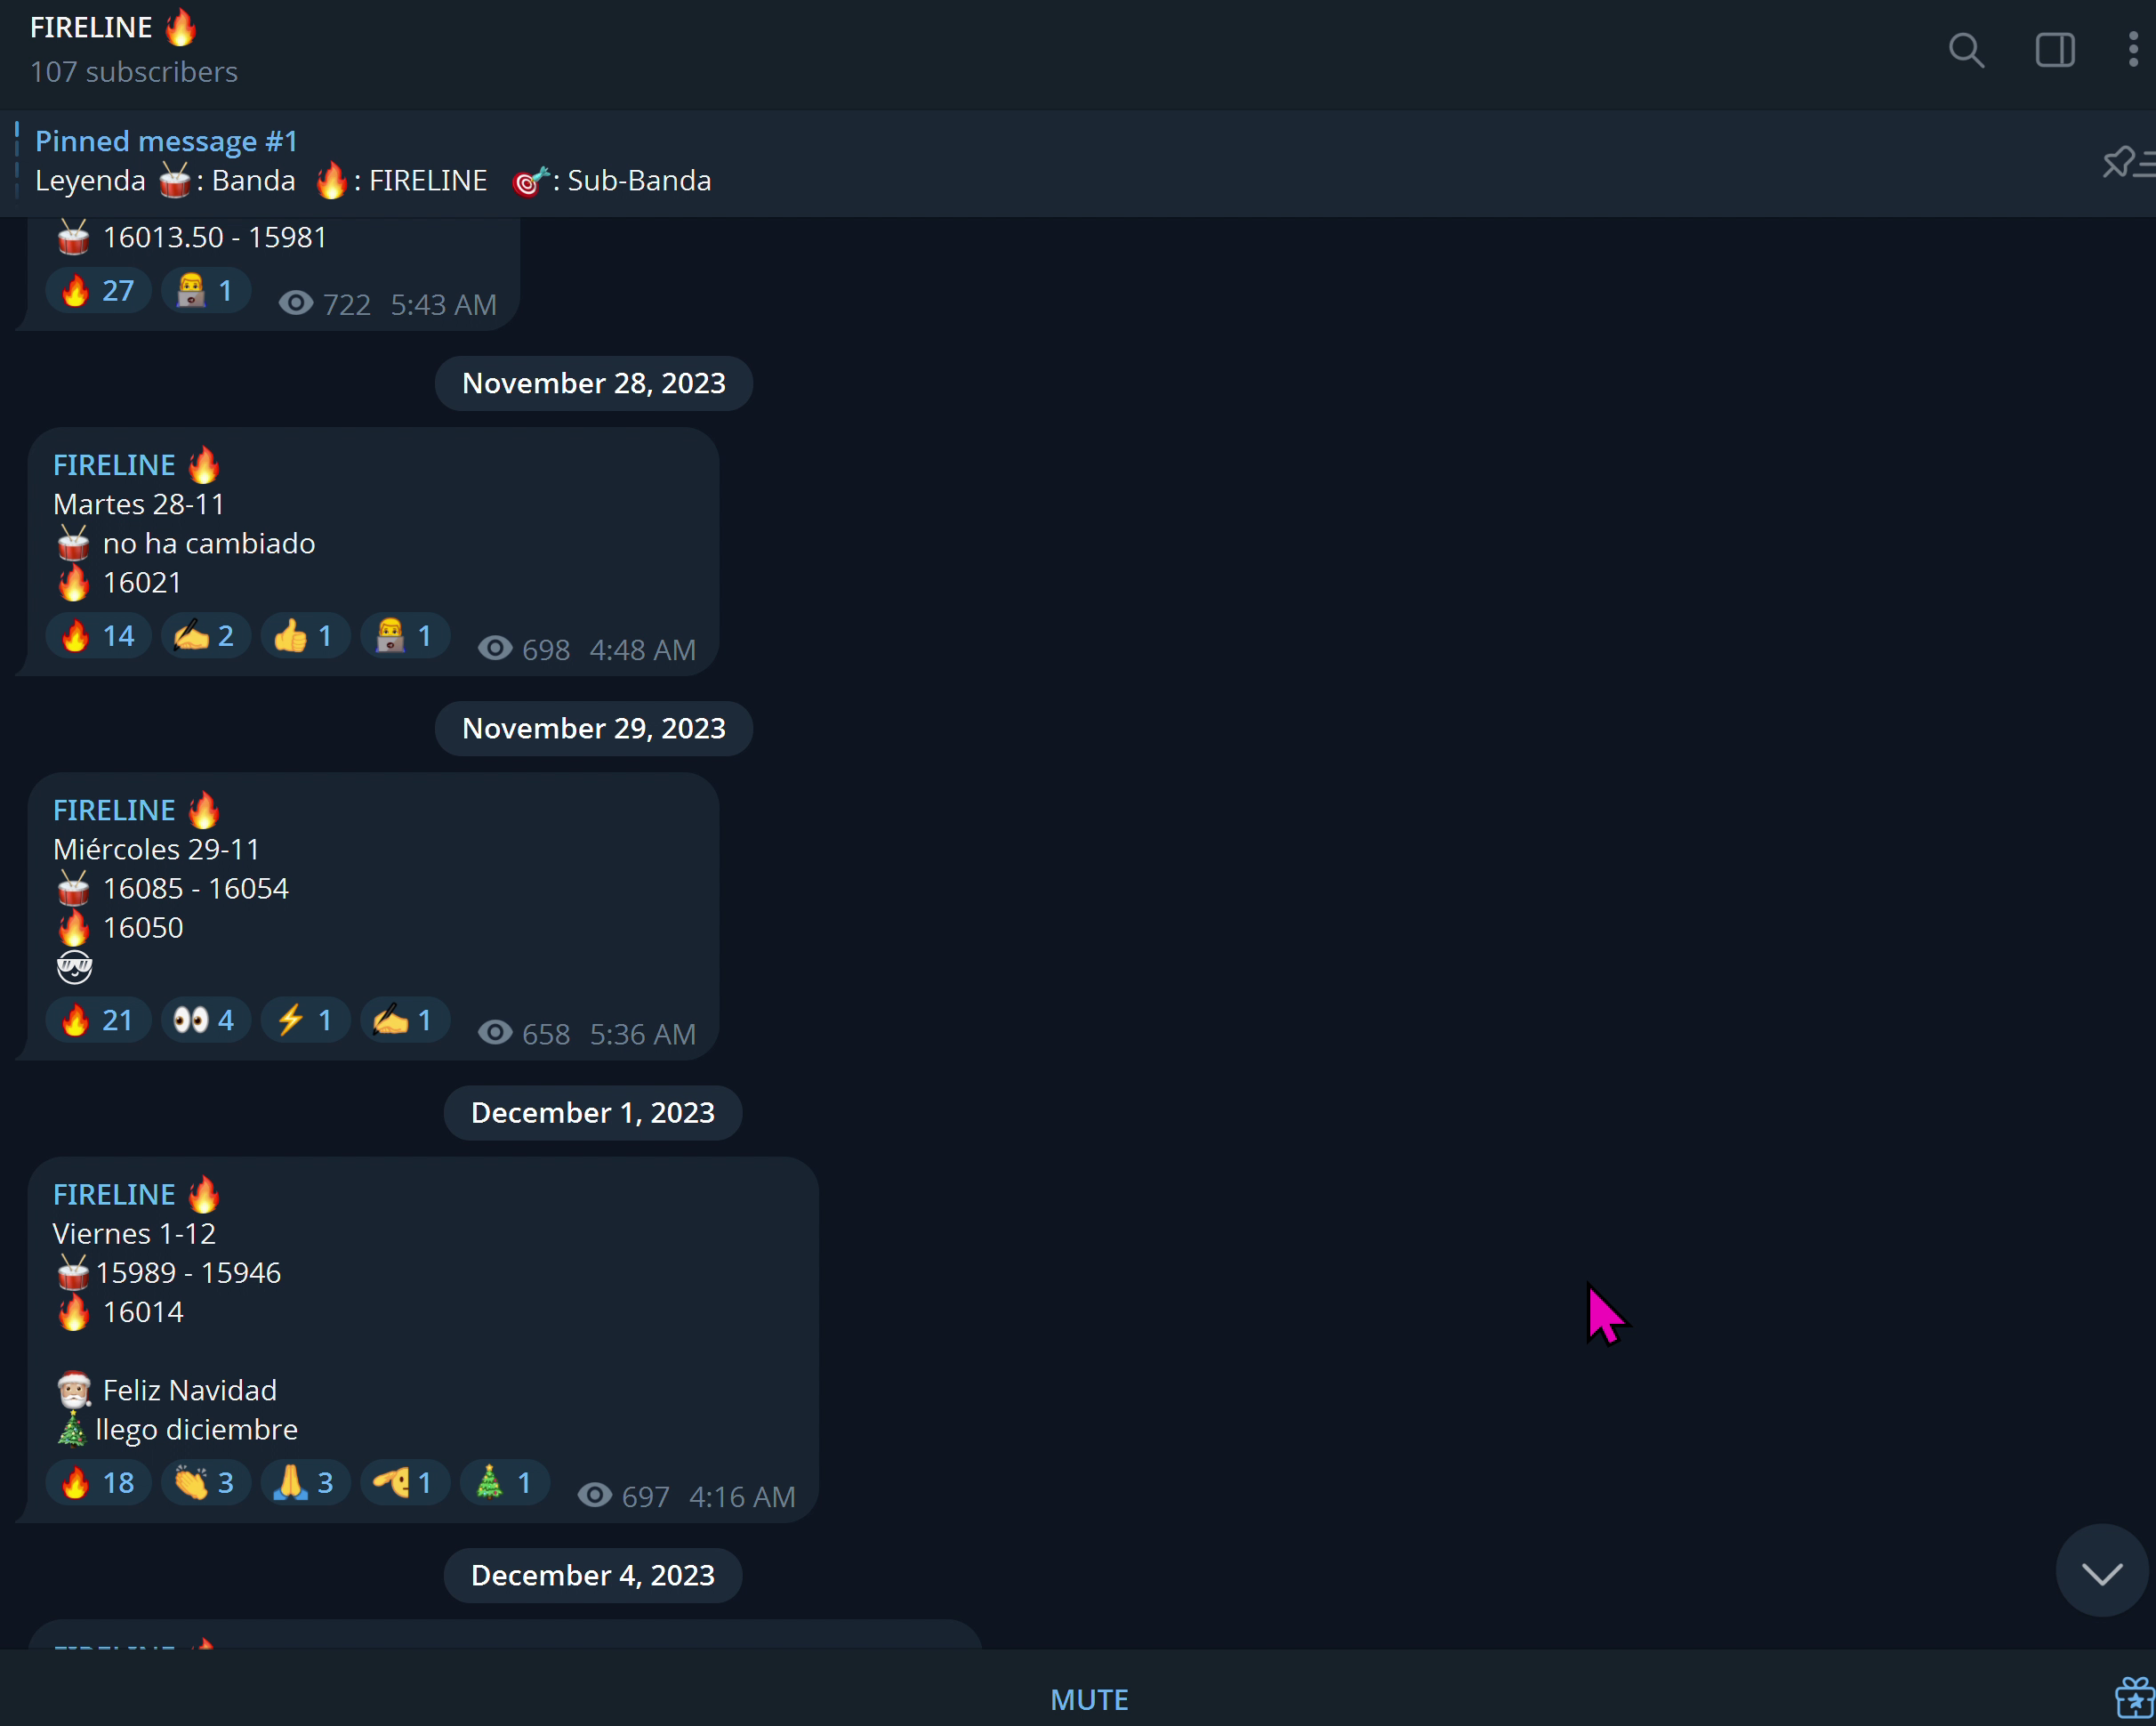 FIRELINE 🔥
107 subscribers
Pinned message #1
Leyenda 🥁: Banda 🔥: FIRELINE 🎯: Sub-Banda
🥁 16013.50 - 15981
🔥 27 👨‍💻 1 722 5:43 AM
November 28, 2023
FIRELINE 🔥
Martes 28-11
🥁 no ha cambiado
🔥 16021
🔥 14 ✍ 2 👍 1 👨‍💻 1 698 4:48 AM
November 29, 2023
FIRELINE 🔥
Miércoles 29-11
🥁 16085 - 16054
🔥 16050
😎
🔥 21 👀 4 ⚡ 1 ✍ 1 658 5:36 AM
December 1, 2023
FIRELINE 🔥
Viernes 1-12
🥁15989 - 15946
🔥 16014
🎅🏼 Feliz Navidad
🎄llego diciembre
🔥 18 👏 3 🙏 3 🫡 1 🎄 1 697 4:16 AM
December 4, 2023
FIRELINE 🔥
MUTE